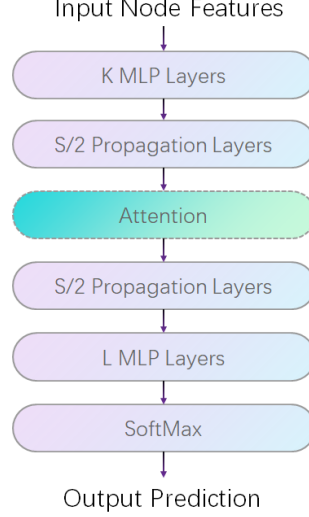 Input Node Features
K MLP Layers
S/2 Propagation Layers
Attention
S/2 Propagation Layers
L MLP Layers
SoftMax
Output Prediction